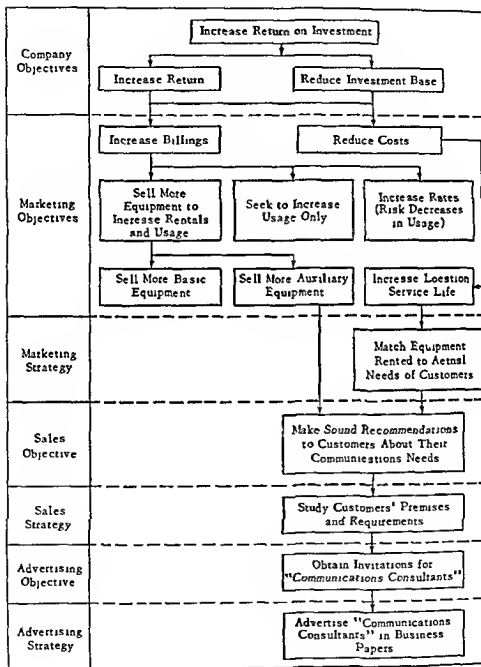 Company
Objectives
Increase Return on Investment
Increase Return
Reduce Investment Base
Marketing
Objectives
Increase Billings
Reduce Costs
Sell More
Equipment to
Increase Rentals
and Usage
Seek to Increase
Usage Only
Increase Rates
(Risk Decreases
in Usage)
Sell More Basic
Equipment
Sell More Auxiliary
Equipment
Increase Loestion
Service Life
Marketing
Strategy
Match Equipment
Rented to Aetnal
Needs of Customers
Sales
Objective
Make Sound Recommendations
to Customers About Their
Communications Needs
Sales
Strategy
Study Customers' Premises
and Requirements
Advertising
Objective
Obtain Invitations for
"Communications Consultants"
Advertising
Strategy
Advertise "Communications
Consultants" in Business
Papers